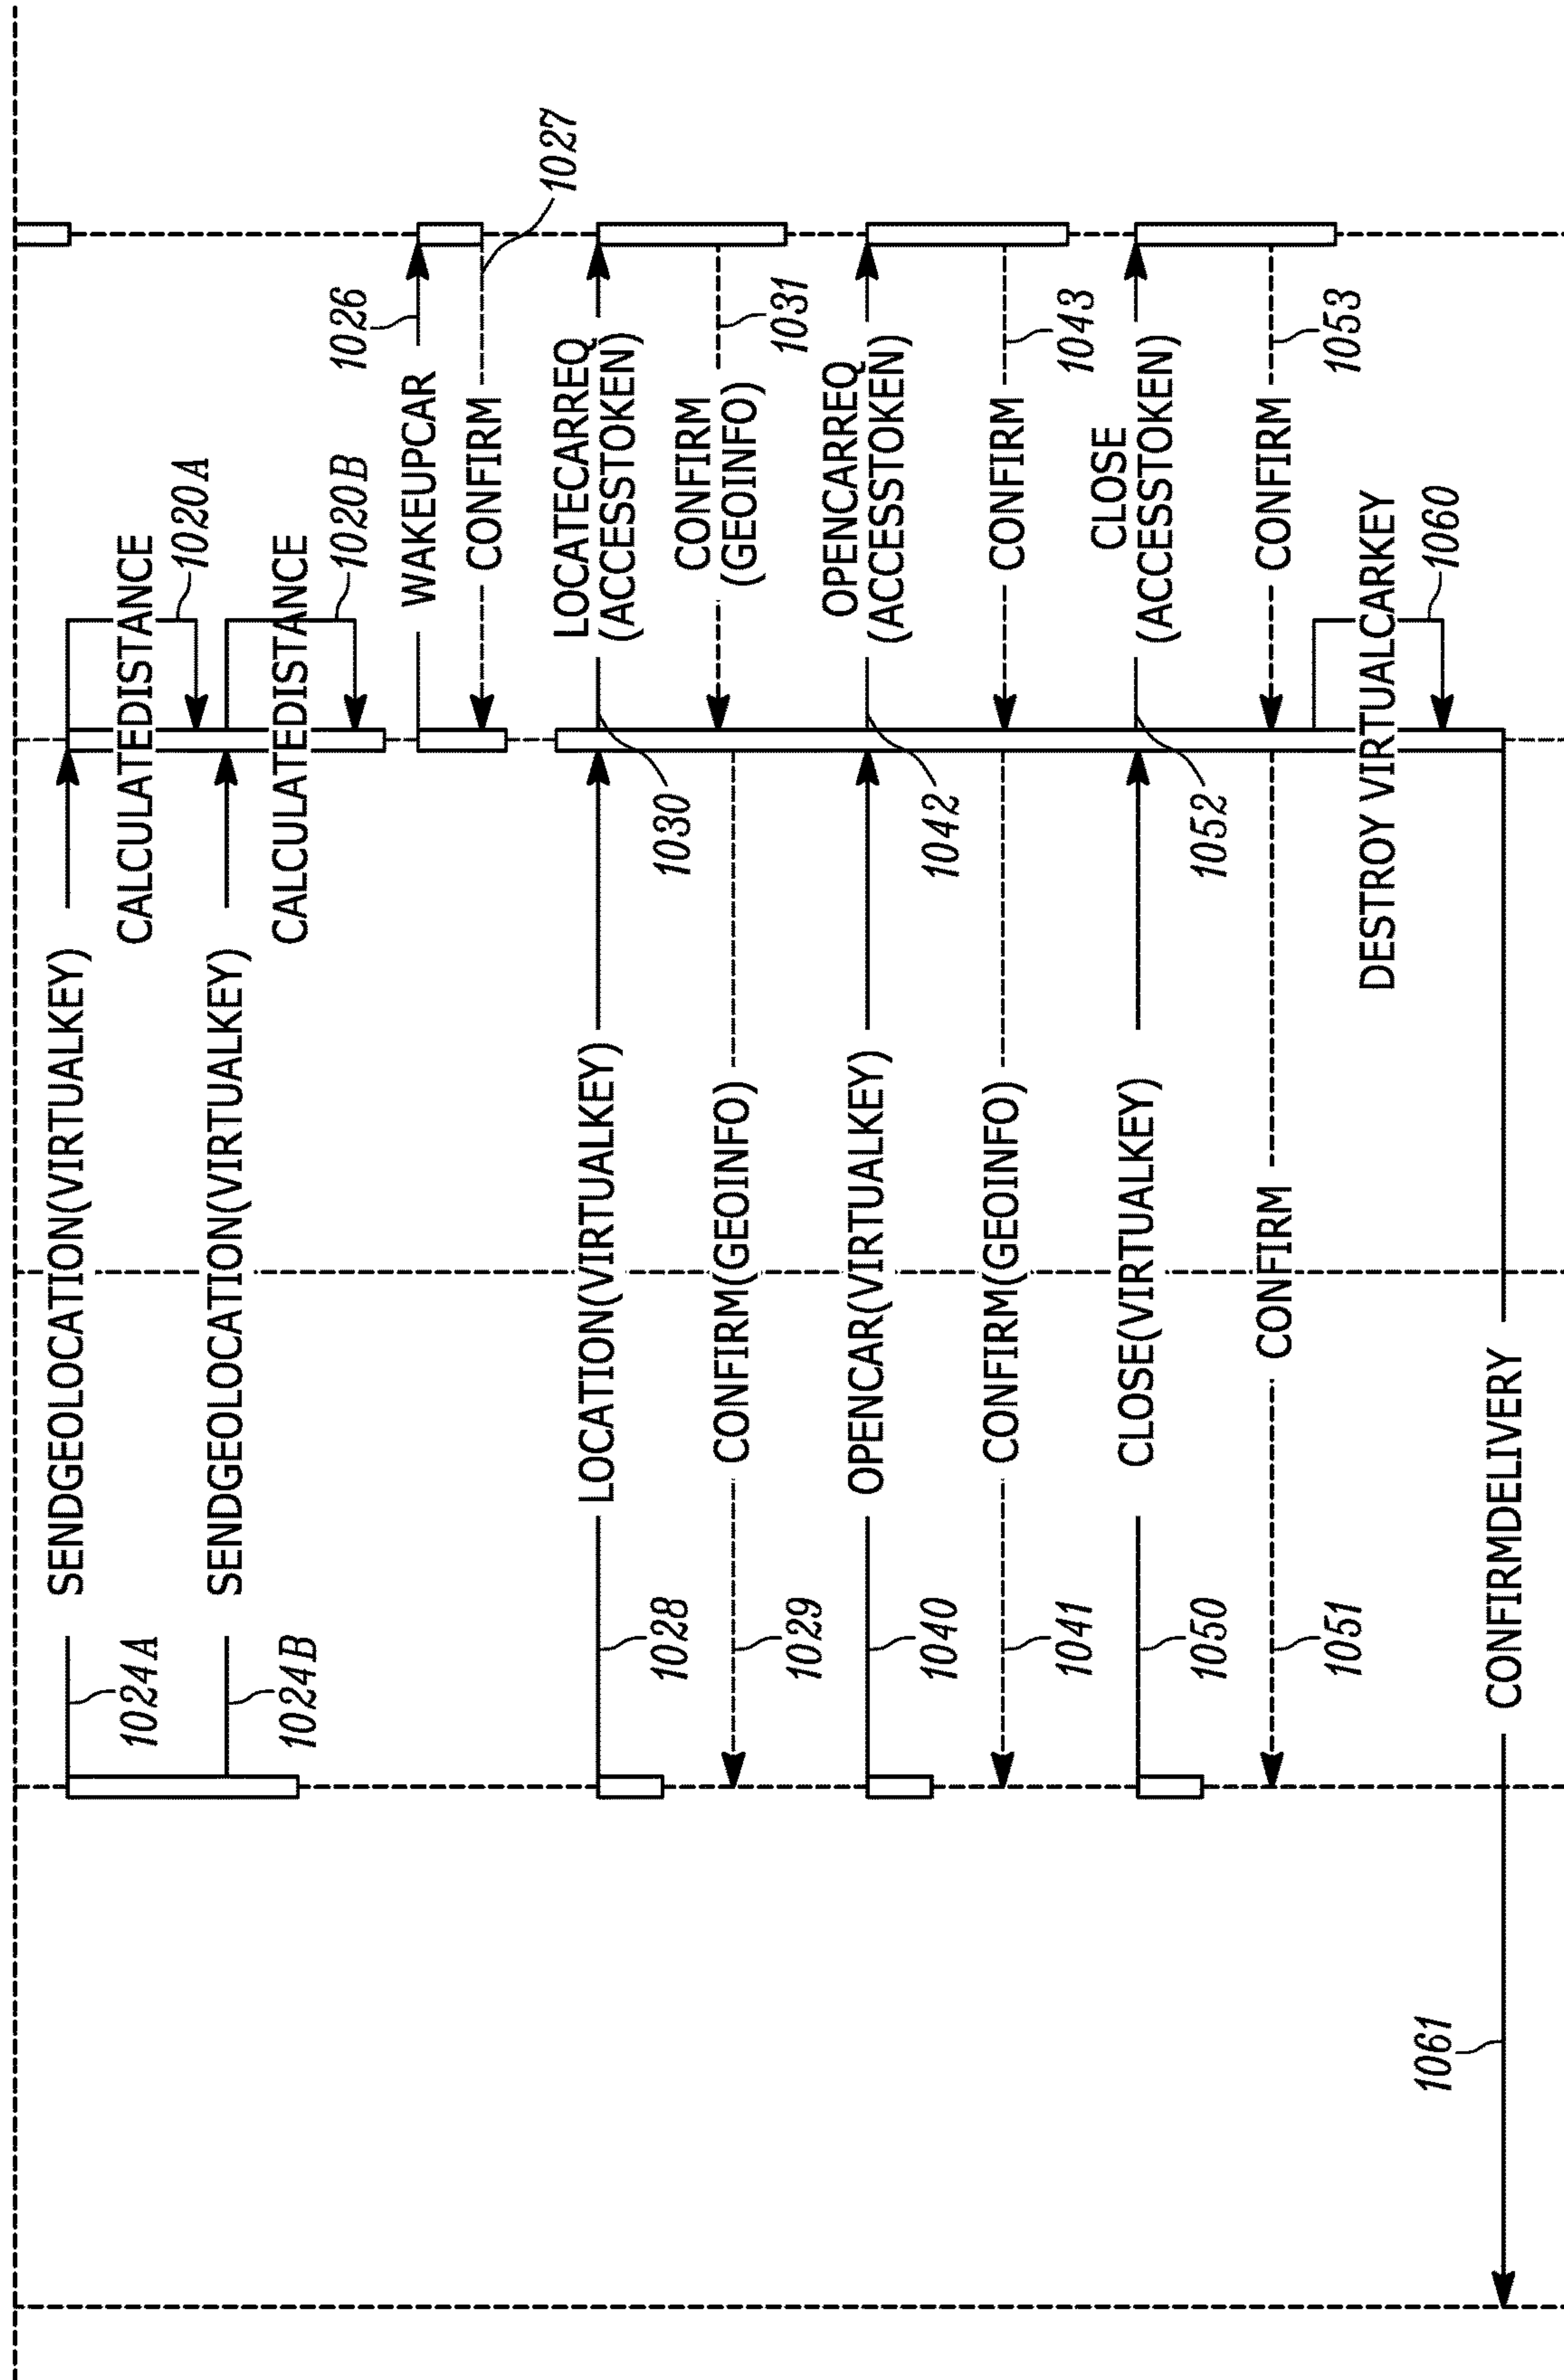 SENDGEOLOCATION(VIRTUALKEY)
1024A
CALCULATEDISTANCE
1020A
SENDGEOLOCATION(VIRTUALKEY)
1024B
CALCULATEDISTANCE
1020B
1026
WAKEUPCAR
CONFIRM
1027
LOCATION(VIRTUALKEY)
1028
1030
LOCATECARREQ
(ACCESSTOKEN)
CONFIRM
(GEOINFO)
1031
CONFIRM(GEOINFO)
1029
OPENCAR(VIRTUALKEY)
1040
1042
OPENCARREQ
(ACCESSTOKEN)
CONFIRM
1043
CONFIRM(GEOINFO)
1041
CLOSE(VIRTUALKEY)
1050
1052
CLOSE
(ACCESSTOKEN)
CONFIRM
1053
CONFIRM
1051
DESTROY VIRTUALCARKEY
1060
1061
CONFIRMDELIVERY